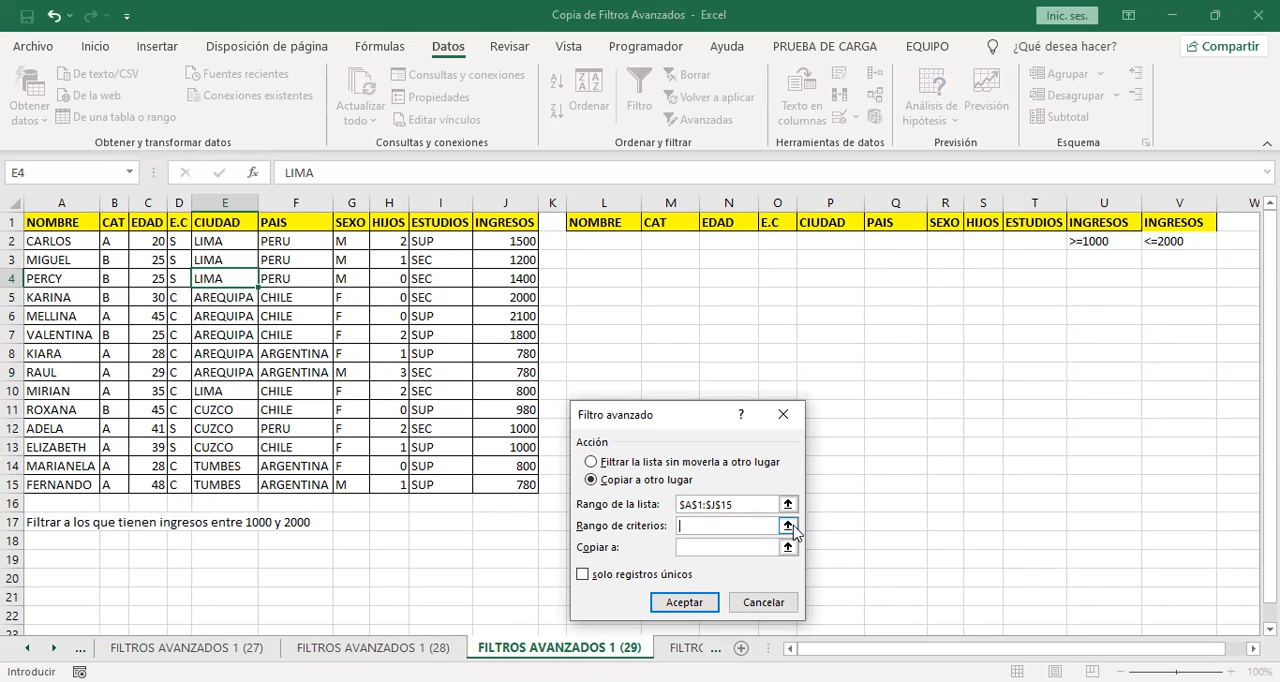 Copia de Filtros Avanzados - Excel
Inic. ses.
Archivo Inicio Insertar Disposición de página Fórmulas Datos Revisar Vista Programador Ayuda PRUEBA DE CARGA EQUIPO ¿Qué desea hacer? Compartir
De texto/CSV Fuentes recientes Consultas y conexiones Borrar Agrupar
De la web Conexiones existentes Propiedades Volver a aplicar Desagrupar
De una tabla o rango Editar vínculos Avanzadas Subtotal
Obtener datos
Actualizar todo
Ordenar
Filtro
Texto en columnas
Análisis de hipótesis
Previsión
Obtener y transformar datos Consultas y conexiones Ordenar y filtrar Herramientas de datos Previsión Esquema
E4 fx LIMA
A B C D E F G H I J K L M N O P Q R S T U V W
1 NOMBRE CAT EDAD E.C CIUDAD PAIS SEXO HIJOS ESTUDIOS INGRESOS NOMBRE CAT EDAD E.C CIUDAD PAIS SEXO HIJOS ESTUDIOS INGRESOS INGRESOS
2 CARLOS A 20 S LIMA PERU M 2 SUP 1500 >=1000 <=2000
3 MIGUEL B 25 S LIMA PERU M 1 SEC 1200
4 PERCY B 25 S LIMA PERU M 0 SEC 1400
5 KARINA B 30 C AREQUIPA CHILE F 0 SEC 2000
6 MELLINA A 45 C AREQUIPA CHILE F 0 SUP 2100
7 VALENTINA B 25 C AREQUIPA CHILE F 2 SUP 1800
8 KIARA A 28 C AREQUIPA ARGENTINA F 1 SUP 780
9 RAUL A 29 C AREQUIPA ARGENTINA M 3 SEC 780
10 MIRIAN A 35 C LIMA CHILE F 2 SEC 800
11 ROXANA B 45 C CUZCO CHILE F 0 SUP 980
12 ADELA A 41 S CUZCO PERU F 2 SEC 1000
13 ELIZABETH A 39 S CUZCO CHILE F 1 SUP 1000
14 MARIANELA A 28 C TUMBES ARGENTINA F 0 SUP 800
15 FERNANDO A 48 C TUMBES ARGENTINA M 1 SUP 780
16
17 Filtrar a los que tienen ingresos entre 1000 y 2000
18
19
20
21
22
23
Filtro avanzado ?
Acción
Filtrar la lista sin moverla a otro lugar
Copiar a otro lugar
Rango de la lista: $A$1:$J$15
Rango de criterios:
Copiar a:
Sólo registros únicos
Aceptar Cancelar
... FILTROS AVANZADOS 1 (27) FILTROS AVANZADOS 1 (28) FILTROS AVANZADOS 1 (29) FILTRC ...
Introducir 100%